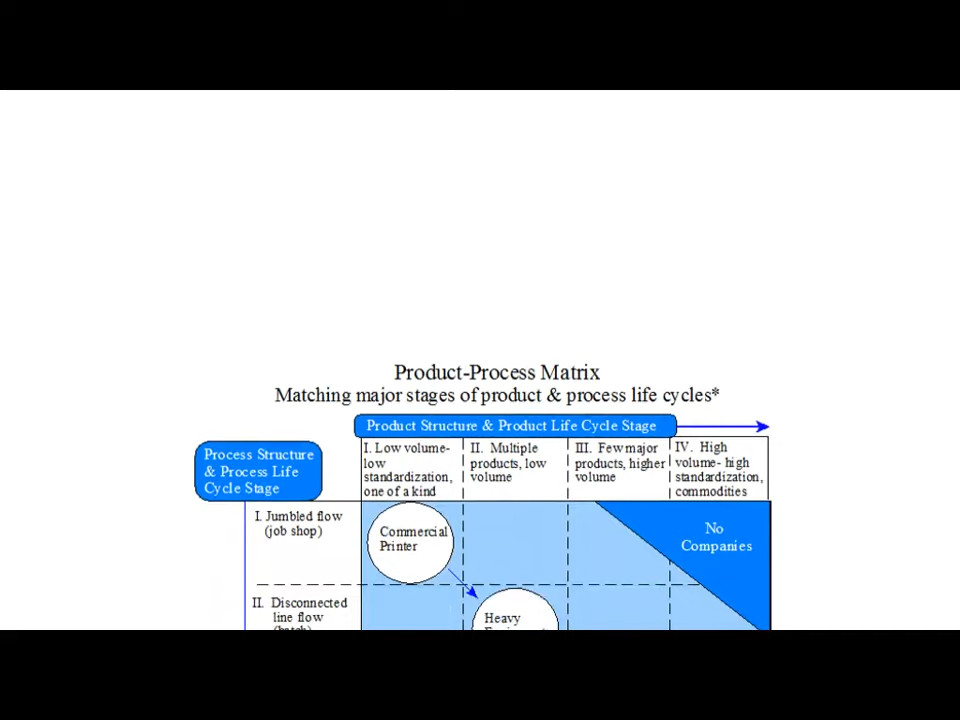 Product-Process Matrix
Matching major stages of product & process life cycles*
Product Structure & Product Life Cycle Stage
Process Structure
& Process Life
Cycle Stage
I. Low volume-
low
standardization,
one of a kind
II. Multiple
products, low
volume
III. Few major
products, higher
volume
IV. High
volume- high
standardization,
commodities
I. Jumbled flow
(job shop)
Commercial
Printer
No
Companies
II. Disconnected
line flow
Heavy